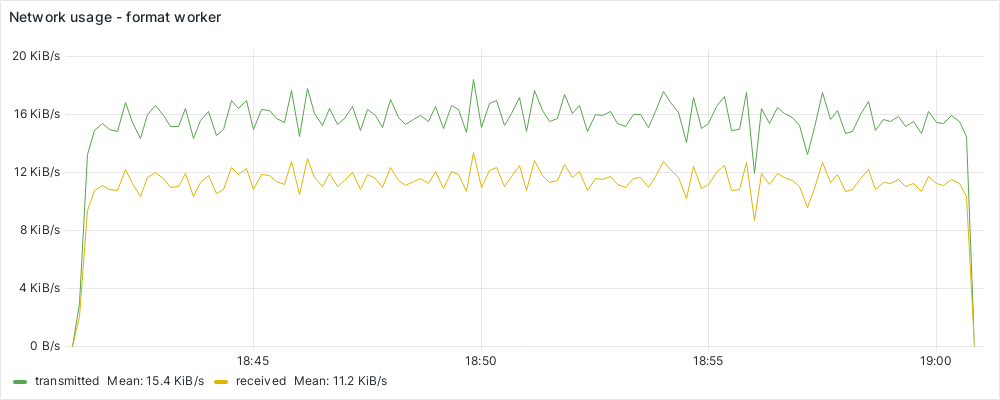 Network usage - format worker
20 KiB/s
16 KiB/s
12 KiB/s
8 KiB/s
4 KiB/s
0 B/s
18:45 18:50 18:55 19:00
transmitted Mean: 15.4 KiB/s received Mean: 11.2 KiB/s